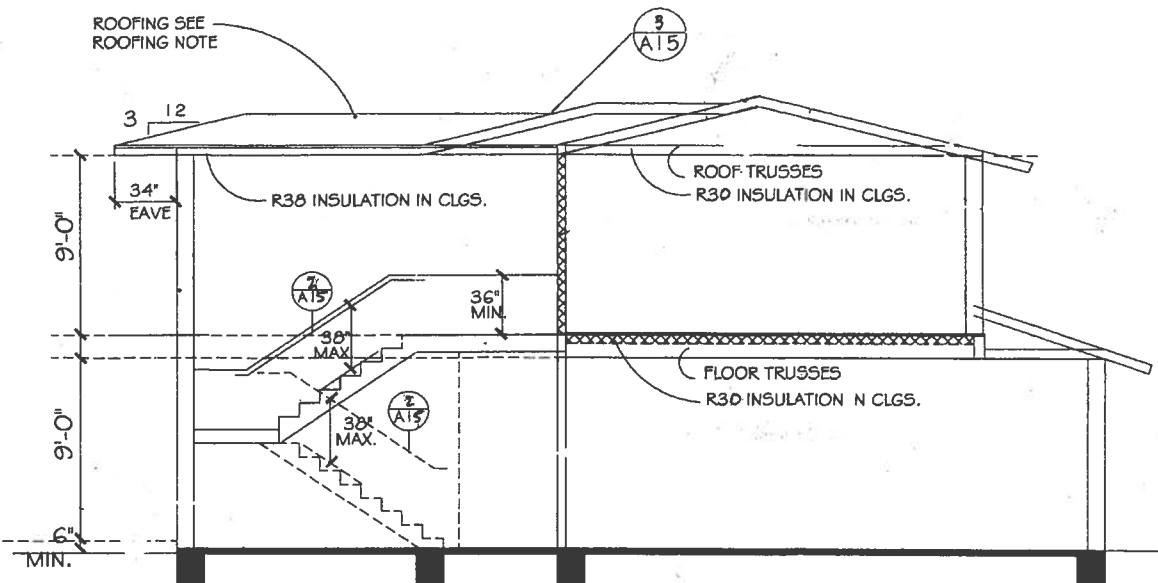 ROOFING SEE
ROOFING NOTE
3
A15
3
12
34"
EAVE
R38 INSULATION IN CLGS.
ROOF TRUSSES
R30 INSULATION IN CLGS.
9'-0"
2
A15
36"
MIN.
38"
MAX
FLOOR TRUSSES
R30 INSULATION N CLGS.
2
A15
38"
MAX.
9'-0"
6"
MIN.